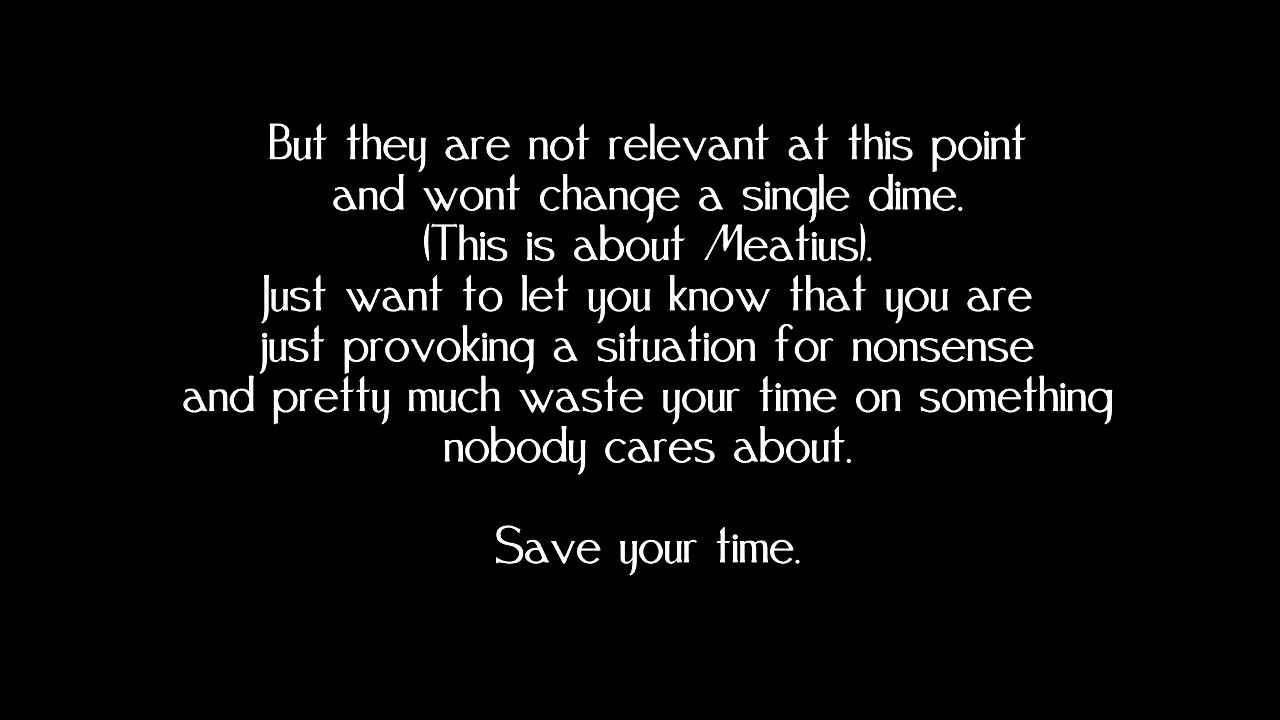 But they are not relevant at this point
and wont change a single dime.
(This is about Meatius).
Just want to let you know that you are
just provoking a situation for nonsense
and pretty much waste your time on something
nobody cares about.
Save your time.